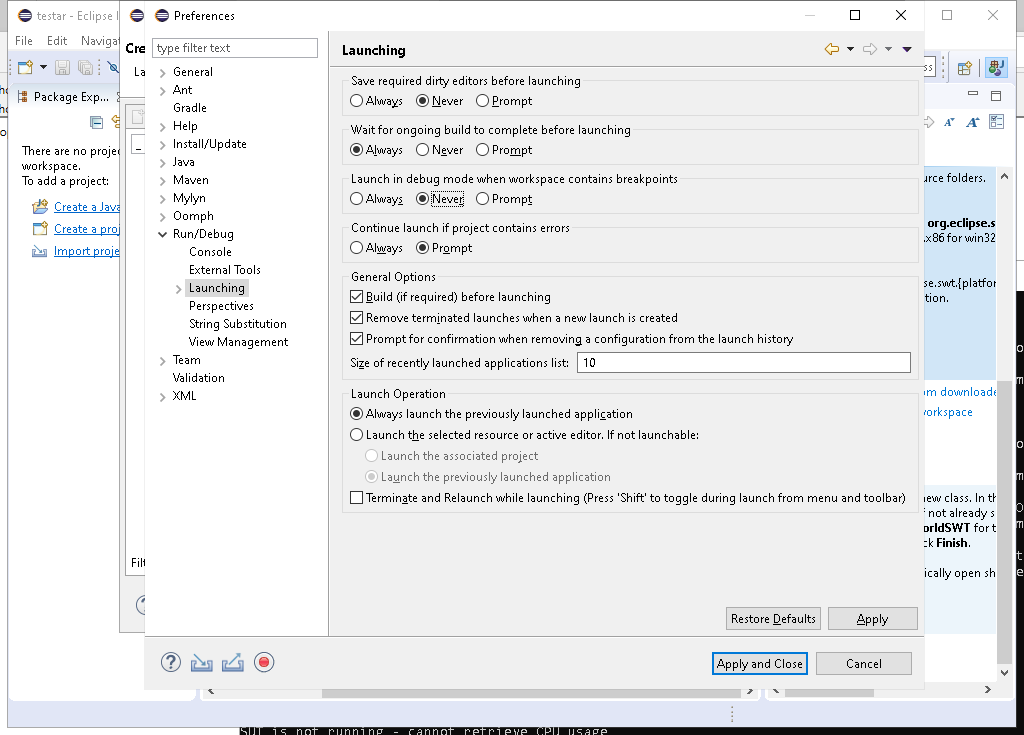 testar - Eclipse I
Preferences
File Edit Navigat
Cre
type filter text
Launching
La
Package Exp...
General
Ant
Gradle
Help
Install/Update
Java
Maven
Mylyn
Oomph
Run/Debug
Console
External Tools
Launching
Perspectives
String Substitution
View Management
Team
Validation
XML
There are no proje
workspace.
To add a project:
Create a Java
Create a proj
Import proje
Filt
Save required dirty editors before launching
Always Never Prompt
Wait for ongoing build to complete before launching
Always Never Prompt
Launch in debug mode when workspace contains breakpoints
Always Never Prompt
Continue launch if project contains errors
Always Prompt
General Options
Build (if required) before launching
Remove terminated launches when a new launch is created
Prompt for confirmation when removing a configuration from the launch history
Size of recently launched applications list: 10
Launch Operation
Always launch the previously launched application
Launch the selected resource or active editor. If not launchable:
Launch the associated project
Launch the previously launched application
Terminate and Relaunch while launching (Press 'Shift' to toggle during launch from menu and toolbar)
Restore Defaults Apply
Apply and Close Cancel
urce folders.
org.eclipse.s
.x86 for win32
se.swt.{platfor
tion.
om downloade
workspace
new class. In th
f not already s
orldSWT for t
ck Finish.
ically open sh
SUT is not running - cannot retrieve CPU usage